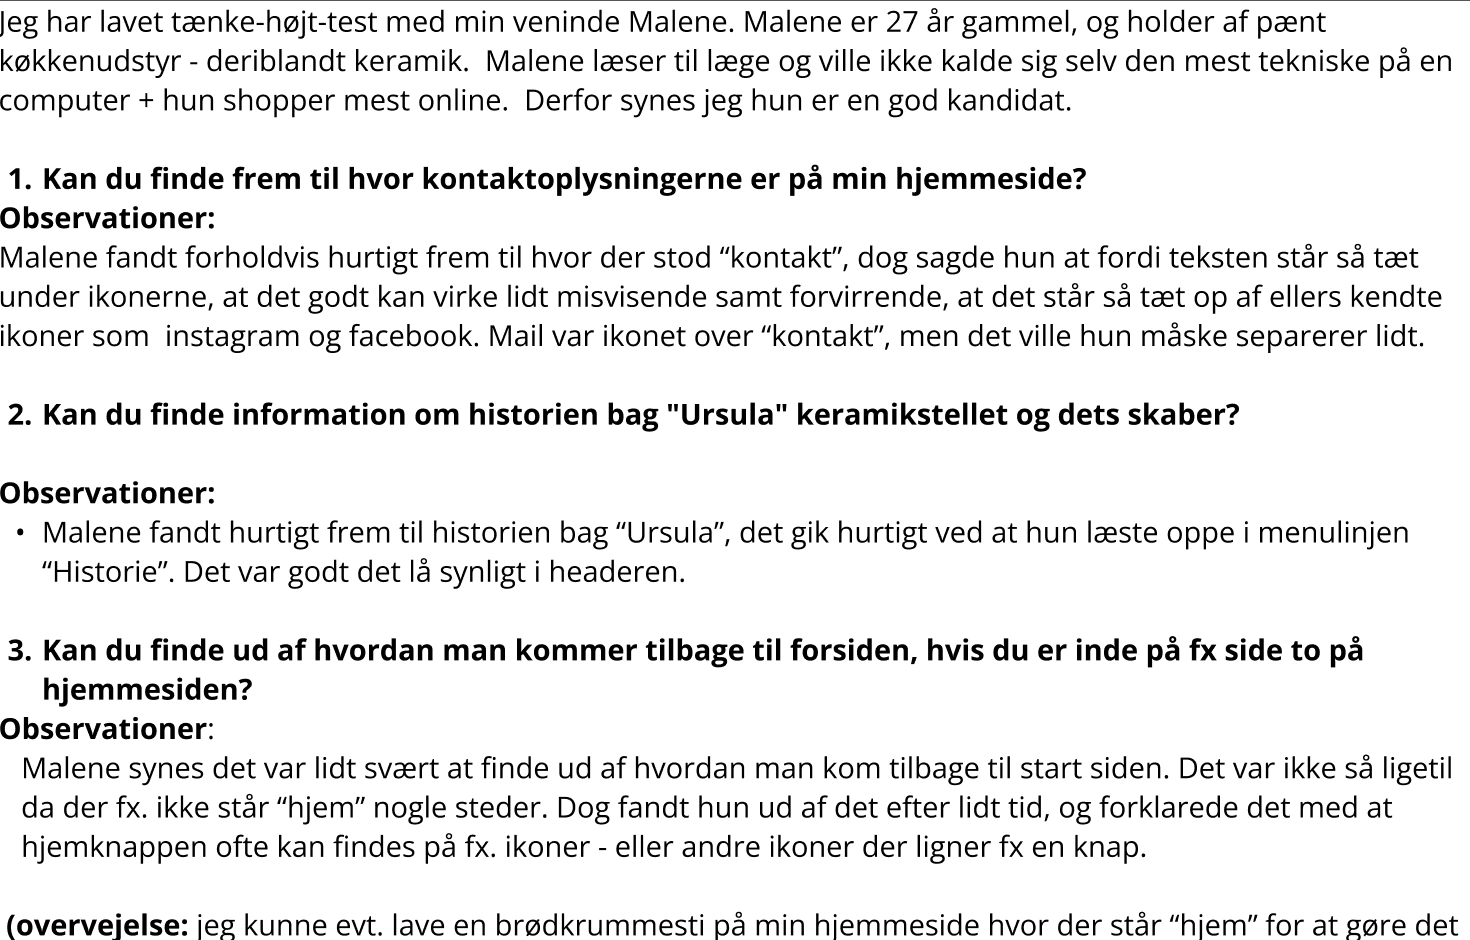 Jeg har lavet tænke-højt-test med min veninde Malene. Malene er 27 år gammel, og holder af pænt
køkkenudstyr - deriblandt keramik.  Malene læser til læge og ville ikke kalde sig selv den mest tekniske på en
computer + hun shopper mest online.  Derfor synes jeg hun er en god kandidat.
1. Kan du finde frem til hvor kontaktoplysningerne er på min hjemmeside?
Observationer:
Malene fandt forholdvis hurtigt frem til hvor der stod “kontakt”, dog sagde hun at fordi teksten står så tæt
under ikonerne, at det godt kan virke lidt misvisende samt forvirrende, at det står så tæt op af ellers kendte
ikoner som  instagram og facebook. Mail var ikonet over “kontakt”, men det ville hun måske separerer lidt.
2. Kan du finde information om historien bag "Ursula" keramikstellet og dets skaber?
Observationer:
• Malene fandt hurtigt frem til historien bag “Ursula”, det gik hurtigt ved at hun læste oppe i menulinjen
“Historie”. Det var godt det lå synligt i headeren.
3. Kan du finde ud af hvordan man kommer tilbage til forsiden, hvis du er inde på fx side to på
hjemmesiden?
Observationer:
Malene synes det var lidt svært at finde ud af hvordan man kom tilbage til start siden. Det var ikke så ligetil
da der fx. ikke står “hjem” nogle steder. Dog fandt hun ud af det efter lidt tid, og forklarede det med at
hjemknappen ofte kan findes på fx. ikoner - eller andre ikoner der ligner fx en knap.
(overvejelse: jeg kunne evt. lave en brødkrummesti på min hjemmeside hvor der står “hjem” for at gøre det